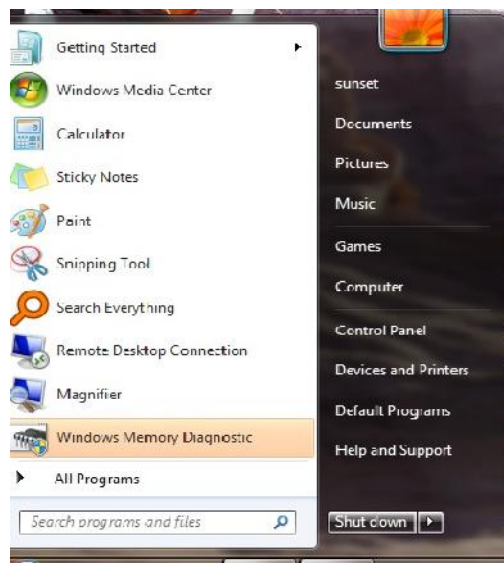 Getting Started
Windows Media Center
Calculator
Sticky Notes
Paint
Snipping Tool
Search Everything
Remote Desktop Connection
Magnifier
Windows Memory Diagnostic
All Programs
Search programs and files
sunset
Documents
Pictures
Music
Games
Computer
Control Panel
Devices and Printers
Default Programs
Help and Support
Shut down